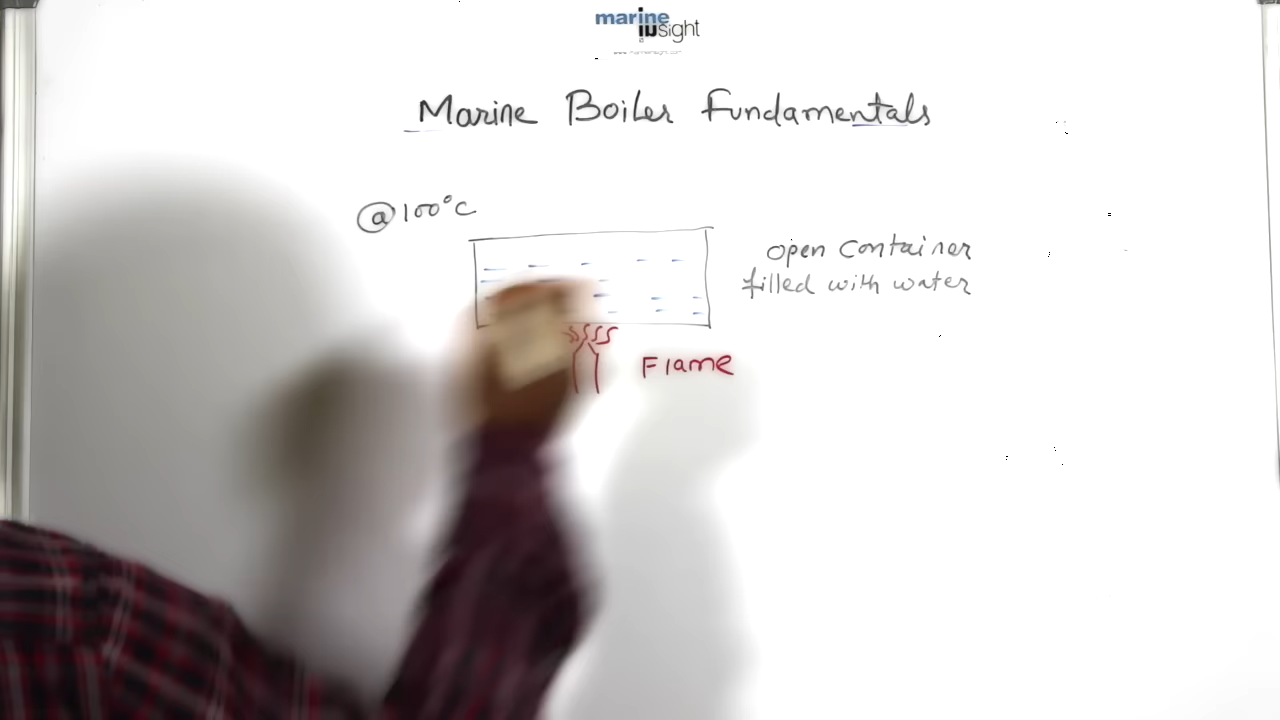 marine
insight
Marine Boiler Fundamentals
@100°C
open container
filled with water
Flame